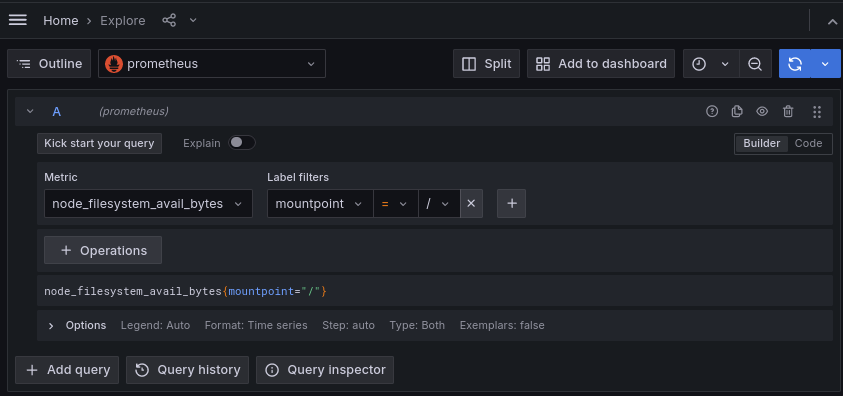 Home › Explore
Outline prometheus Split Add to dashboard
A (prometheus)
Kick start your query Explain Builder Code
Metric Label filters
node_filesystem_avail_bytes mountpoint = /
+ Operations
node_filesystem_avail_bytes{mountpoint="/"}
Options Legend: Auto Format: Time series Step: auto Type: Both Exemplars: false
+ Add query Query history Query inspector